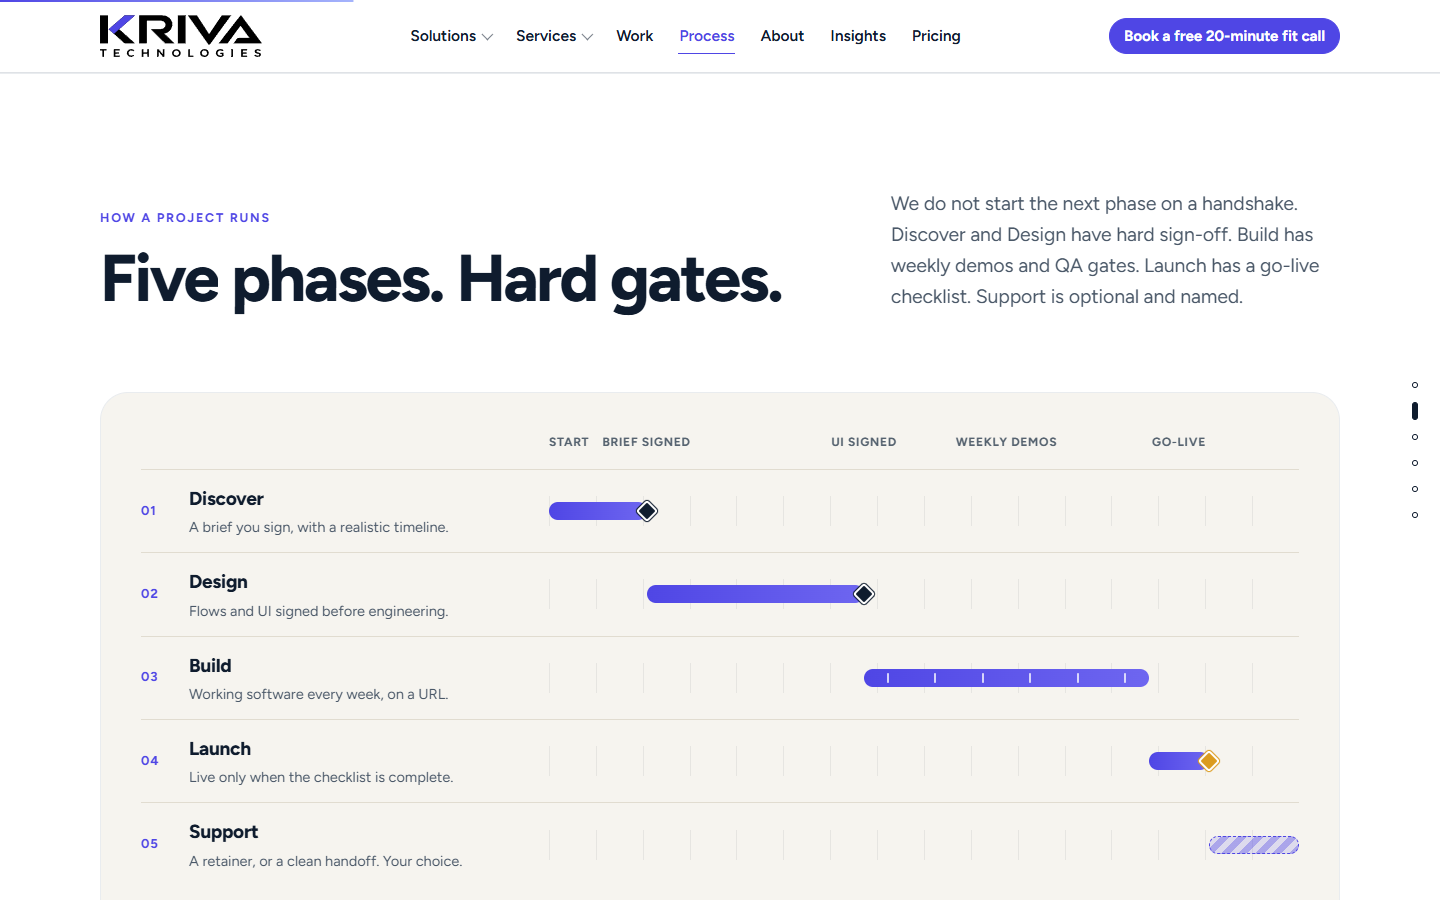 KRIVA
TECHNOLOGIES
Solutions
Services
Work
Process
About
Insights
Pricing
Book a free 20-minute fit call
HOW A PROJECT RUNS
Five phases. Hard gates.
We do not start the next phase on a handshake.
Discover and Design have hard sign-off. Build has
weekly demos and QA gates. Launch has a go-live
checklist. Support is optional and named.
START
BRIEF SIGNED
UI SIGNED
WEEKLY DEMOS
GO-LIVE
01
Discover
A brief you sign, with a realistic timeline.
02
Design
Flows and UI signed before engineering.
03
Build
Working software every week, on a URL.
04
Launch
Live only when the checklist is complete.
05
Support
A retainer, or a clean handoff. Your choice.